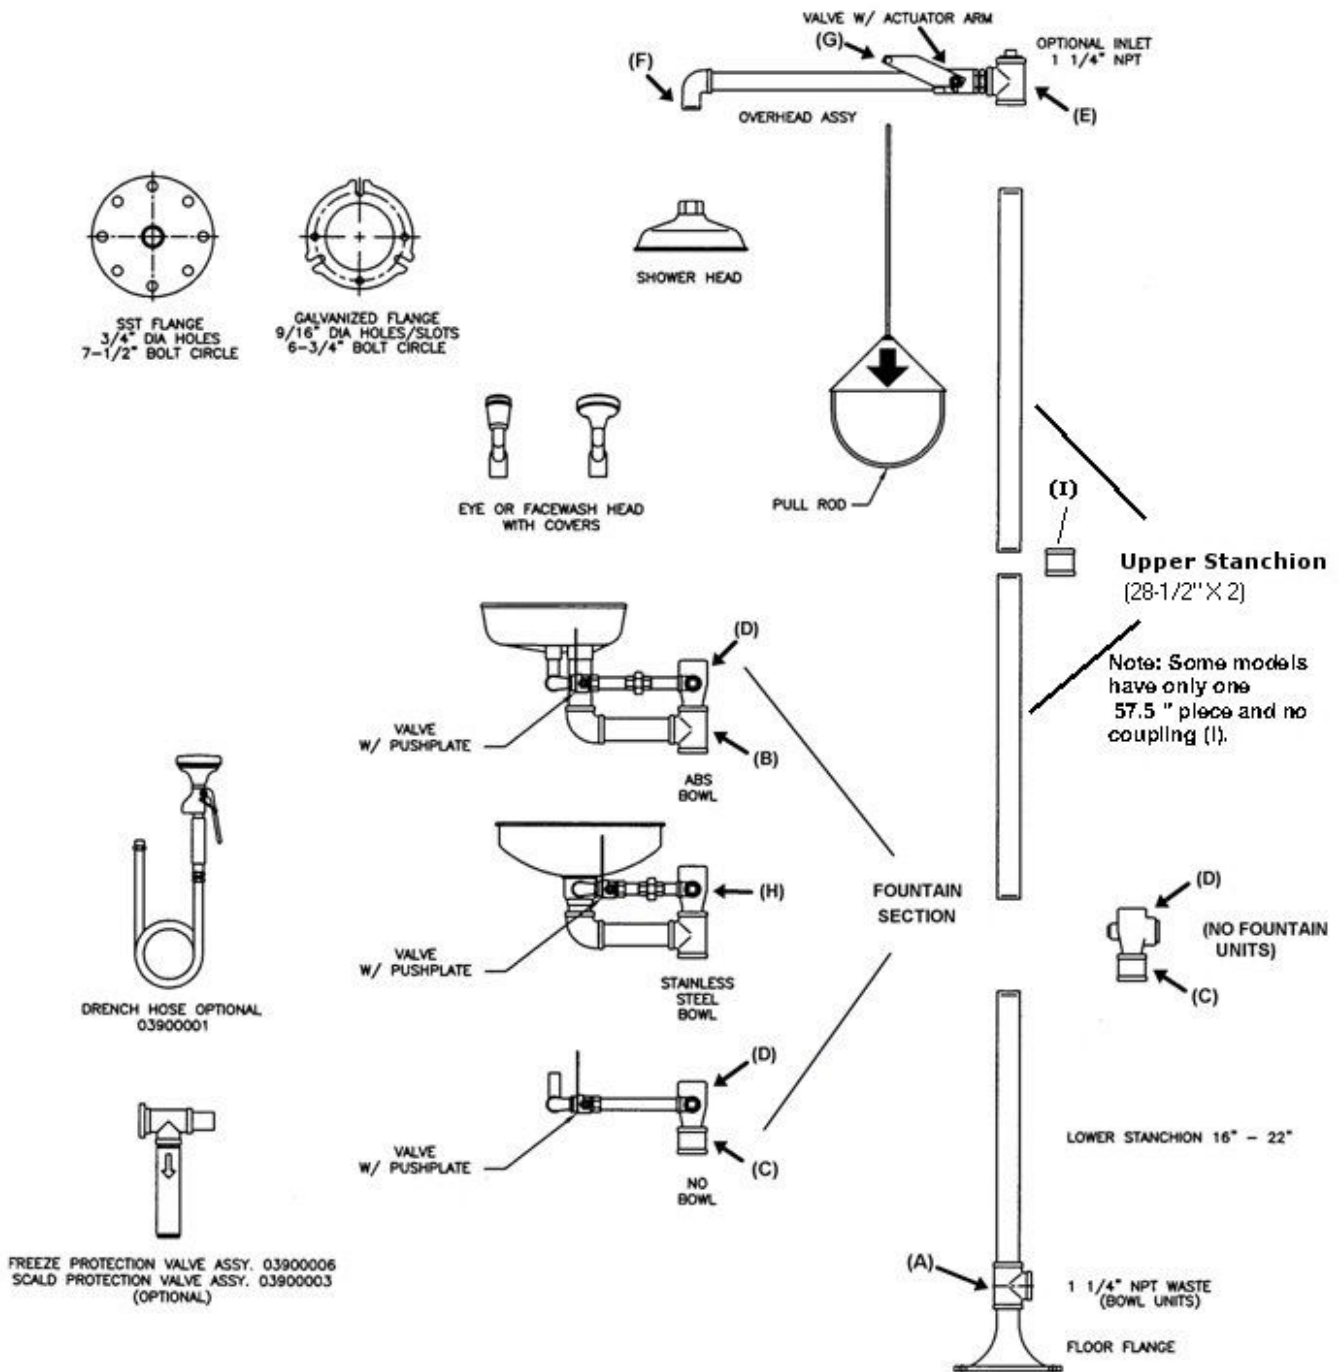 VALVE W/ ACTUATOR ARM
(G)
OPTIONAL INLET
1 1/4" NPT
(F)
(E)
OVERHEAD ASSY
SHOWER HEAD
SST FLANGE
3/4" DIA HOLES
7-1/2" BOLT CIRCLE
GALVANIZED FLANGE
9/16" DIA HOLES/SLOTS
6-3/4" BOLT CIRCLE
EYE OR FACEWASH HEAD
WITH COVERS
PULL ROD
(I)
Upper Stanchion
(28-1/2" X 2)
Note: Some models
have only one
57.5 " piece and no
coupling (I).
(D)
VALVE
W/ PUSHPLATE
(B)
ABS
BOWL
(H)
VALVE
W/ PUSHPLATE
STAINLESS
STEEL
BOWL
FOUNTAIN
SECTION
(D)
(NO FOUNTAIN
UNITS)
(C)
DRENCH HOSE OPTIONAL
03900001
(D)
VALVE
W/ PUSHPLATE
(C)
NO
BOWL
LOWER STANCHION 16" - 22"
FREEZE PROTECTION VALVE ASSY. 03900006
SCALD PROTECTION VALVE ASSY. 03900003
(OPTIONAL)
(A)
1 1/4" NPT WASTE
(BOWL UNITS)
FLOOR FLANGE